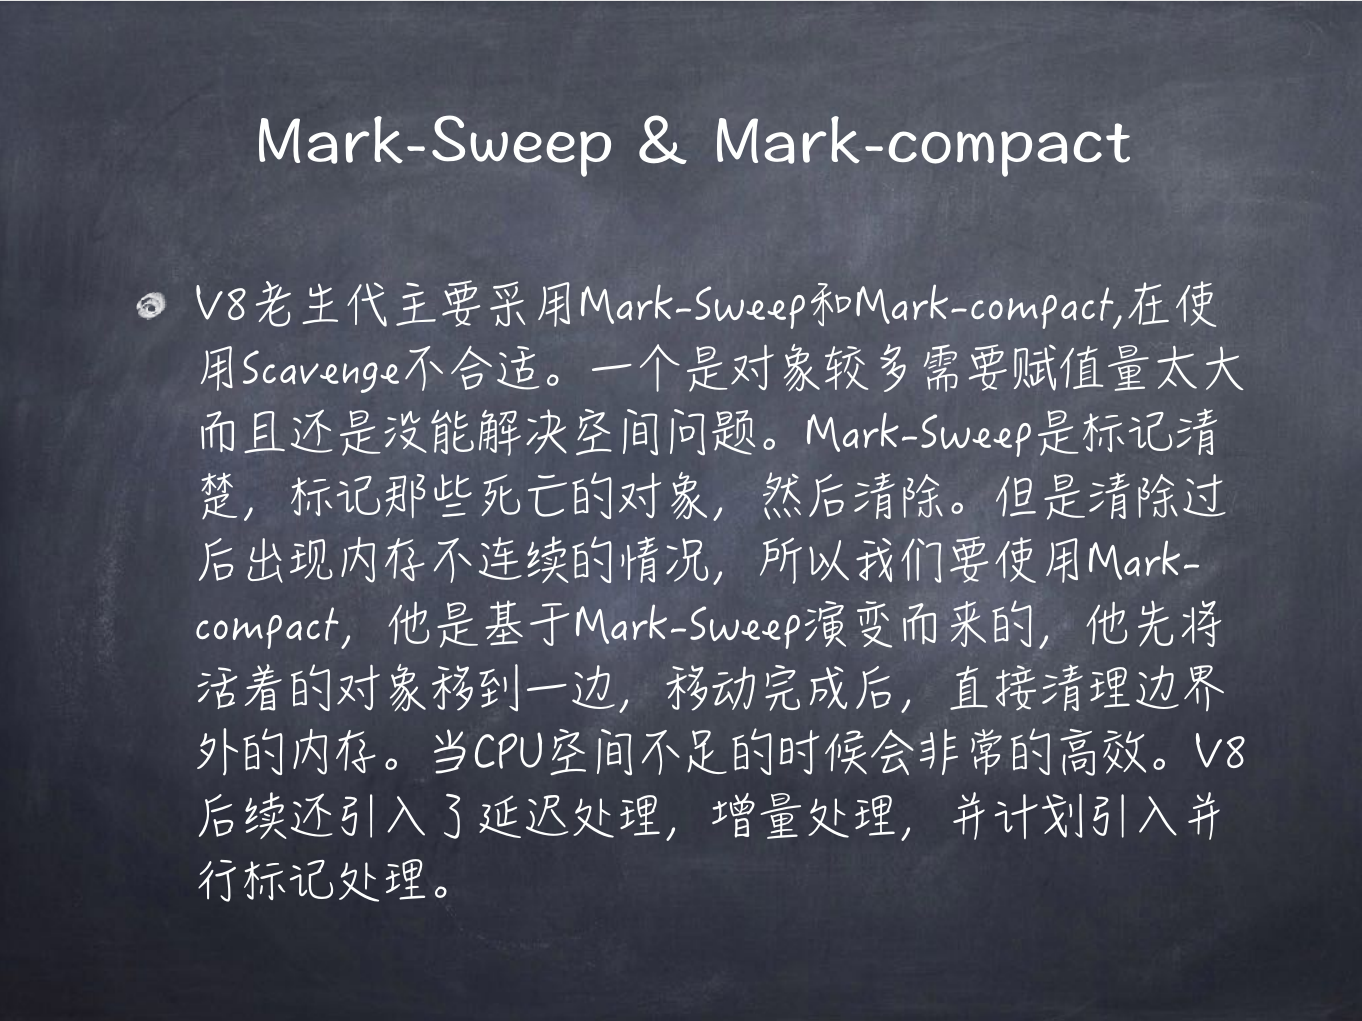 Mark-Sweep & Mark-compact
V8老生代主要采用Mark-Sweep和Mark-compact,在使
用Scavenge不合适。一个是对象较多需要赋值量太大
而且还是没能解决空间问题。Mark-Sweep是标记清
楚，标记那些死亡的对象，然后清除。但是清除过
后出现内存不连续的情况，所以我们要使用Mark-
compact，他是基于Mark-Sweep演变而来的，他先将
活着的对象移到一边，移动完成后，直接清理边界
外的内存。当CPU空间不足的时候会非常的高效。V8
后续还引入了延迟处理，增量处理，并计划引入并
行标记处理。